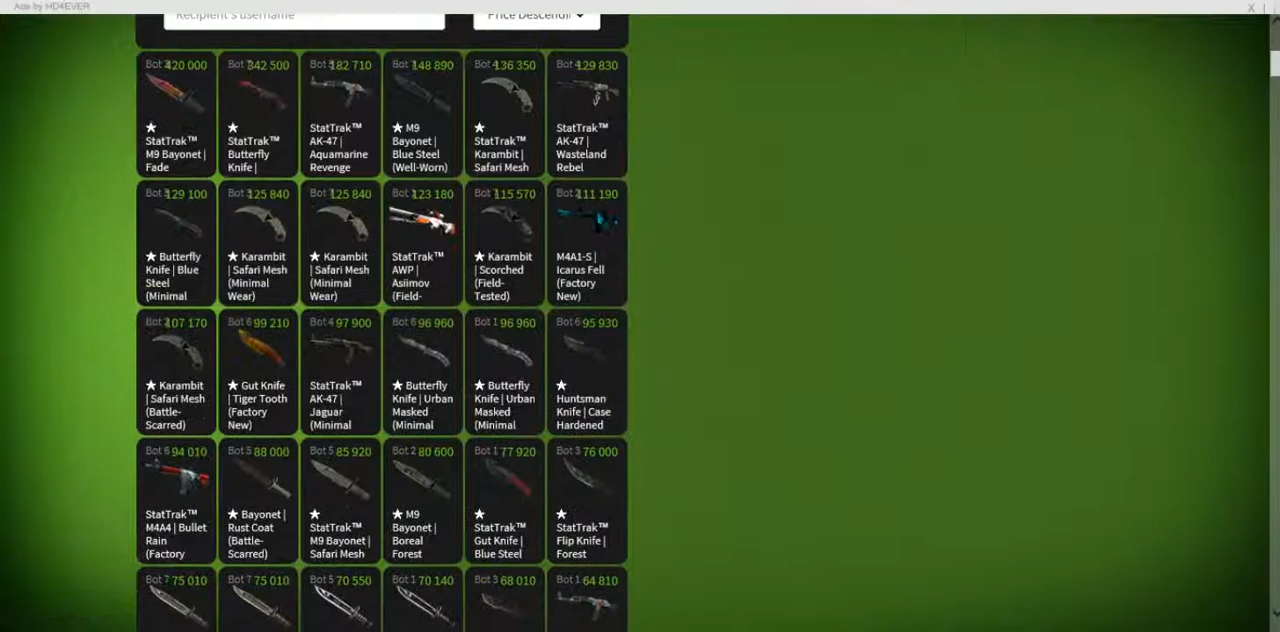 Ads by HD4EVER
X |
Recipient's username
Price Descendi
Bot 2 420 000
Bot 342 500
Bot 3 182 710
Bot 148 890
Bot 136 350
Bot 129 830
★ StatTrak™ M9 Bayonet | Fade
★ StatTrak™ Butterfly Knife |
StatTrak™ AK-47 | Aquamarine Revenge
★ M9 Bayonet | Blue Steel (Well-Worn)
★ StatTrak™ Karambit | Safari Mesh
StatTrak™ AK-47 | Wasteland Rebel
Bot 129 100
Bot 125 840
Bot 125 840
Bot 123 180
Bot 115 570
Bot 111 190
★ Butterfly Knife | Blue Steel (Minimal
★ Karambit | Safari Mesh (Minimal Wear)
★ Karambit | Safari Mesh (Minimal Wear)
StatTrak™ AWP | Asiimov (Field-
★ Karambit | Scorched (Field-Tested)
M4A1-S | Icarus Fell (Factory New)
Bot 107 170
Bot 6 99 210
Bot 4 97 900
Bot 6 96 960
Bot 1 96 960
Bot 6 95 930
★ Karambit | Safari Mesh (Battle-Scarred)
★ Gut Knife | Tiger Tooth (Factory New)
StatTrak™ AK-47 | Jaguar (Minimal
★ Butterfly Knife | Urban Masked (Minimal
★ Butterfly Knife | Urban Masked (Minimal
★ Huntsman Knife | Case Hardened
Bot 6 94 010
Bot 5 88 000
Bot 5 85 920
Bot 2 80 600
Bot 1 77 920
Bot 3 76 000
StatTrak™ M4A4 | Bullet Rain (Factory
★ Bayonet | Rust Coat (Battle-Scarred)
★ StatTrak™ M9 Bayonet | Safari Mesh
★ M9 Bayonet | Boreal Forest
★ StatTrak™ Gut Knife | Blue Steel
★ StatTrak™ Flip Knife | Forest
Bot 7 75 010
Bot 7 75 010
Bot 5 70 550
Bot 1 70 140
Bot 3 68 010
Bot 1 64 810